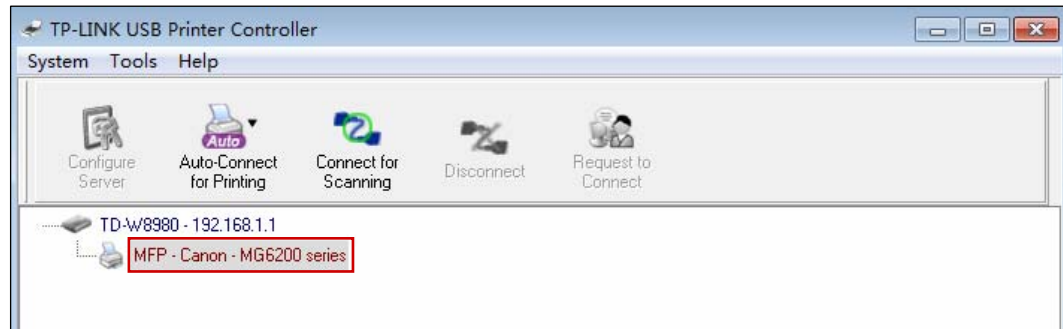 TP-LINK USB Printer Controller
System Tools Help
Auto
Configure
Server
Auto-Connect
for Printing
Connect for
Scanning
Disconnect
Request to
Connect
TD-W8980 - 192.168.1.1
MFP - Canon - MG6200 series